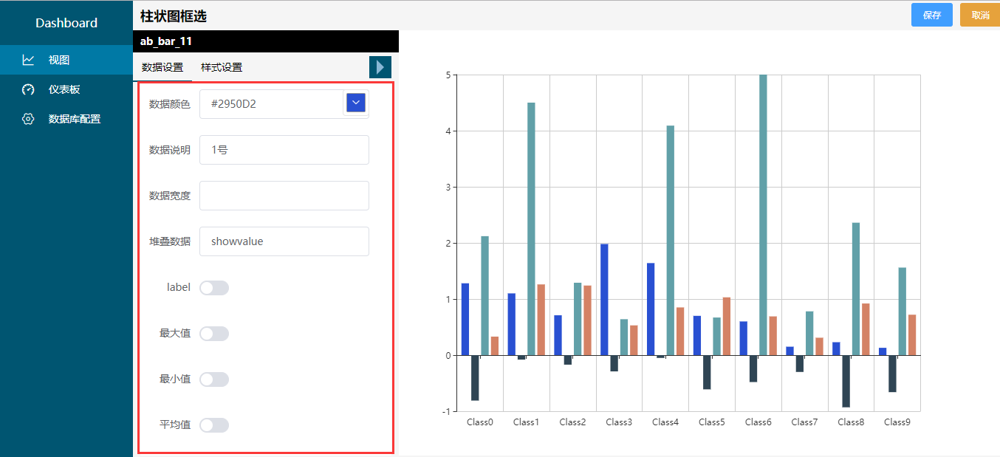 Dashboard
视图
仪表板
数据库配置
柱状图框选
保存
取消
ab_bar_11
数据设置
样式设置
数据颜色
#2950D2
数据说明
1号
数据宽度
堆叠数据
showvalue
label
最大值
最小值
平均值
5
4
3
2
1
0
-1
Class0
Class1
Class2
Class3
Class4
Class5
Class6
Class7
Class8
Class9